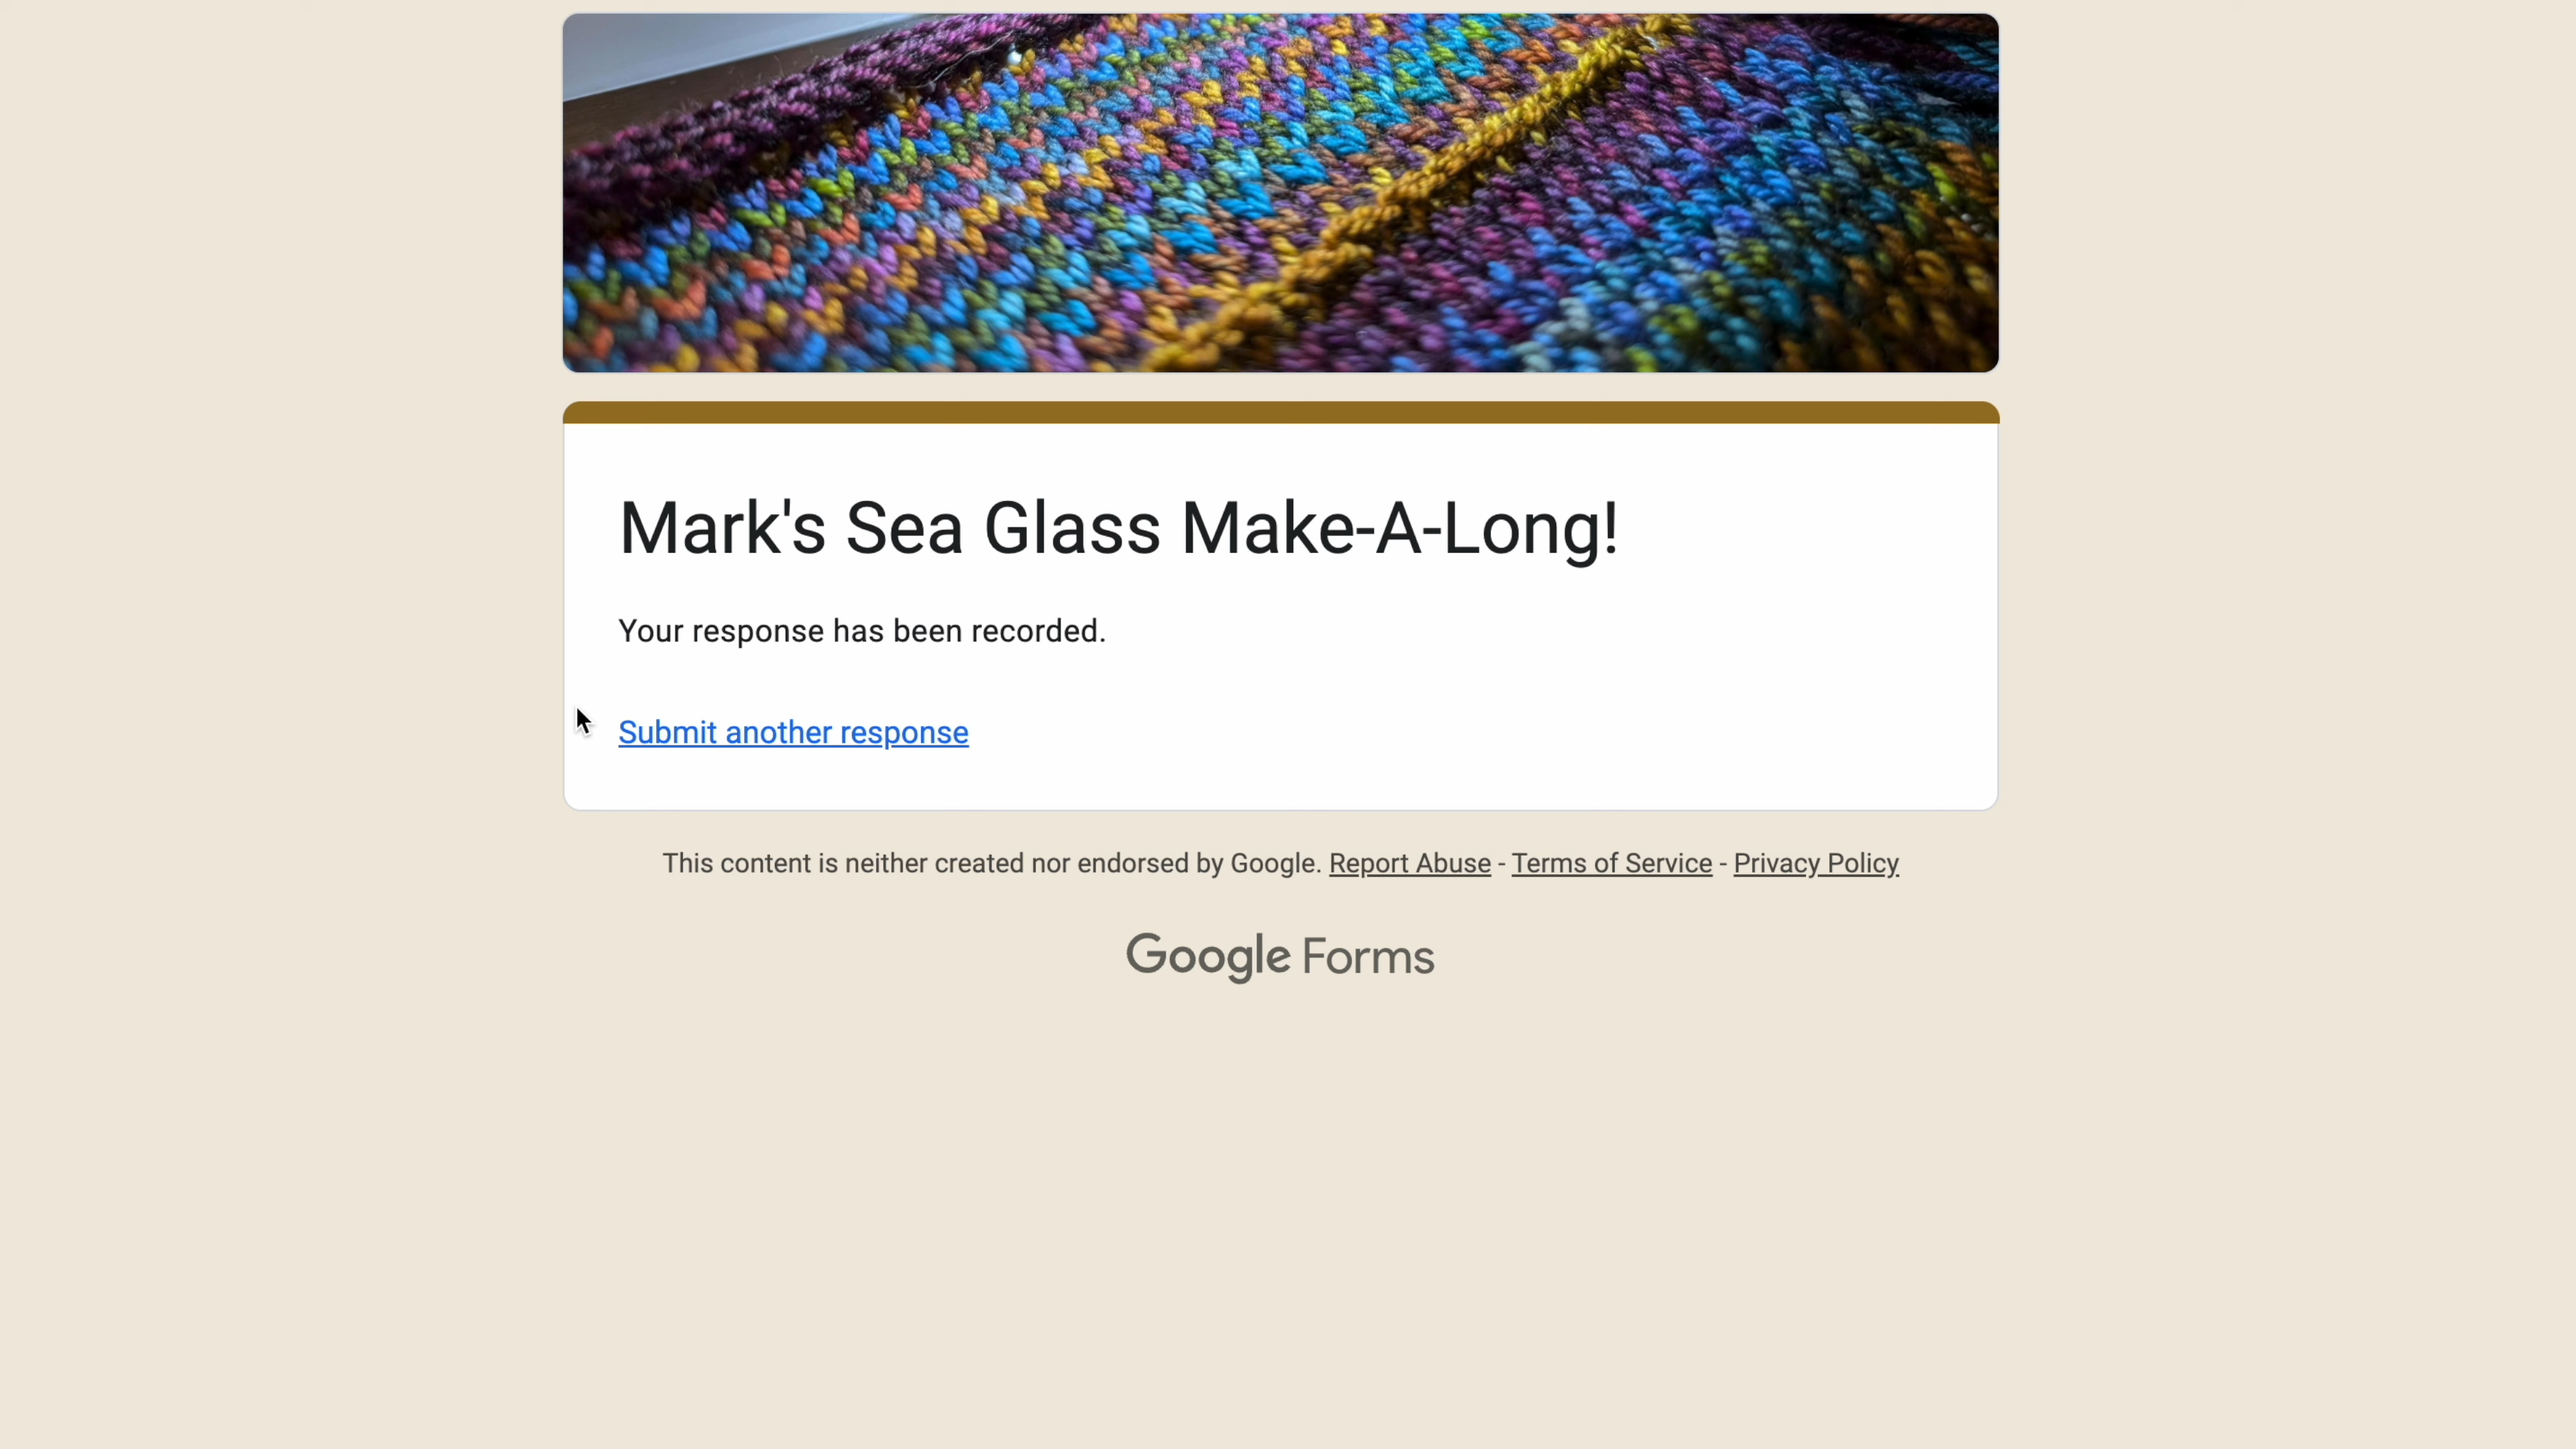 Mark's Sea Glass Make-A-Long!
Your response has been recorded.
Submit another response
This content is neither created nor endorsed by Google. Report Abuse - Terms of Service - Privacy Policy
Google Forms